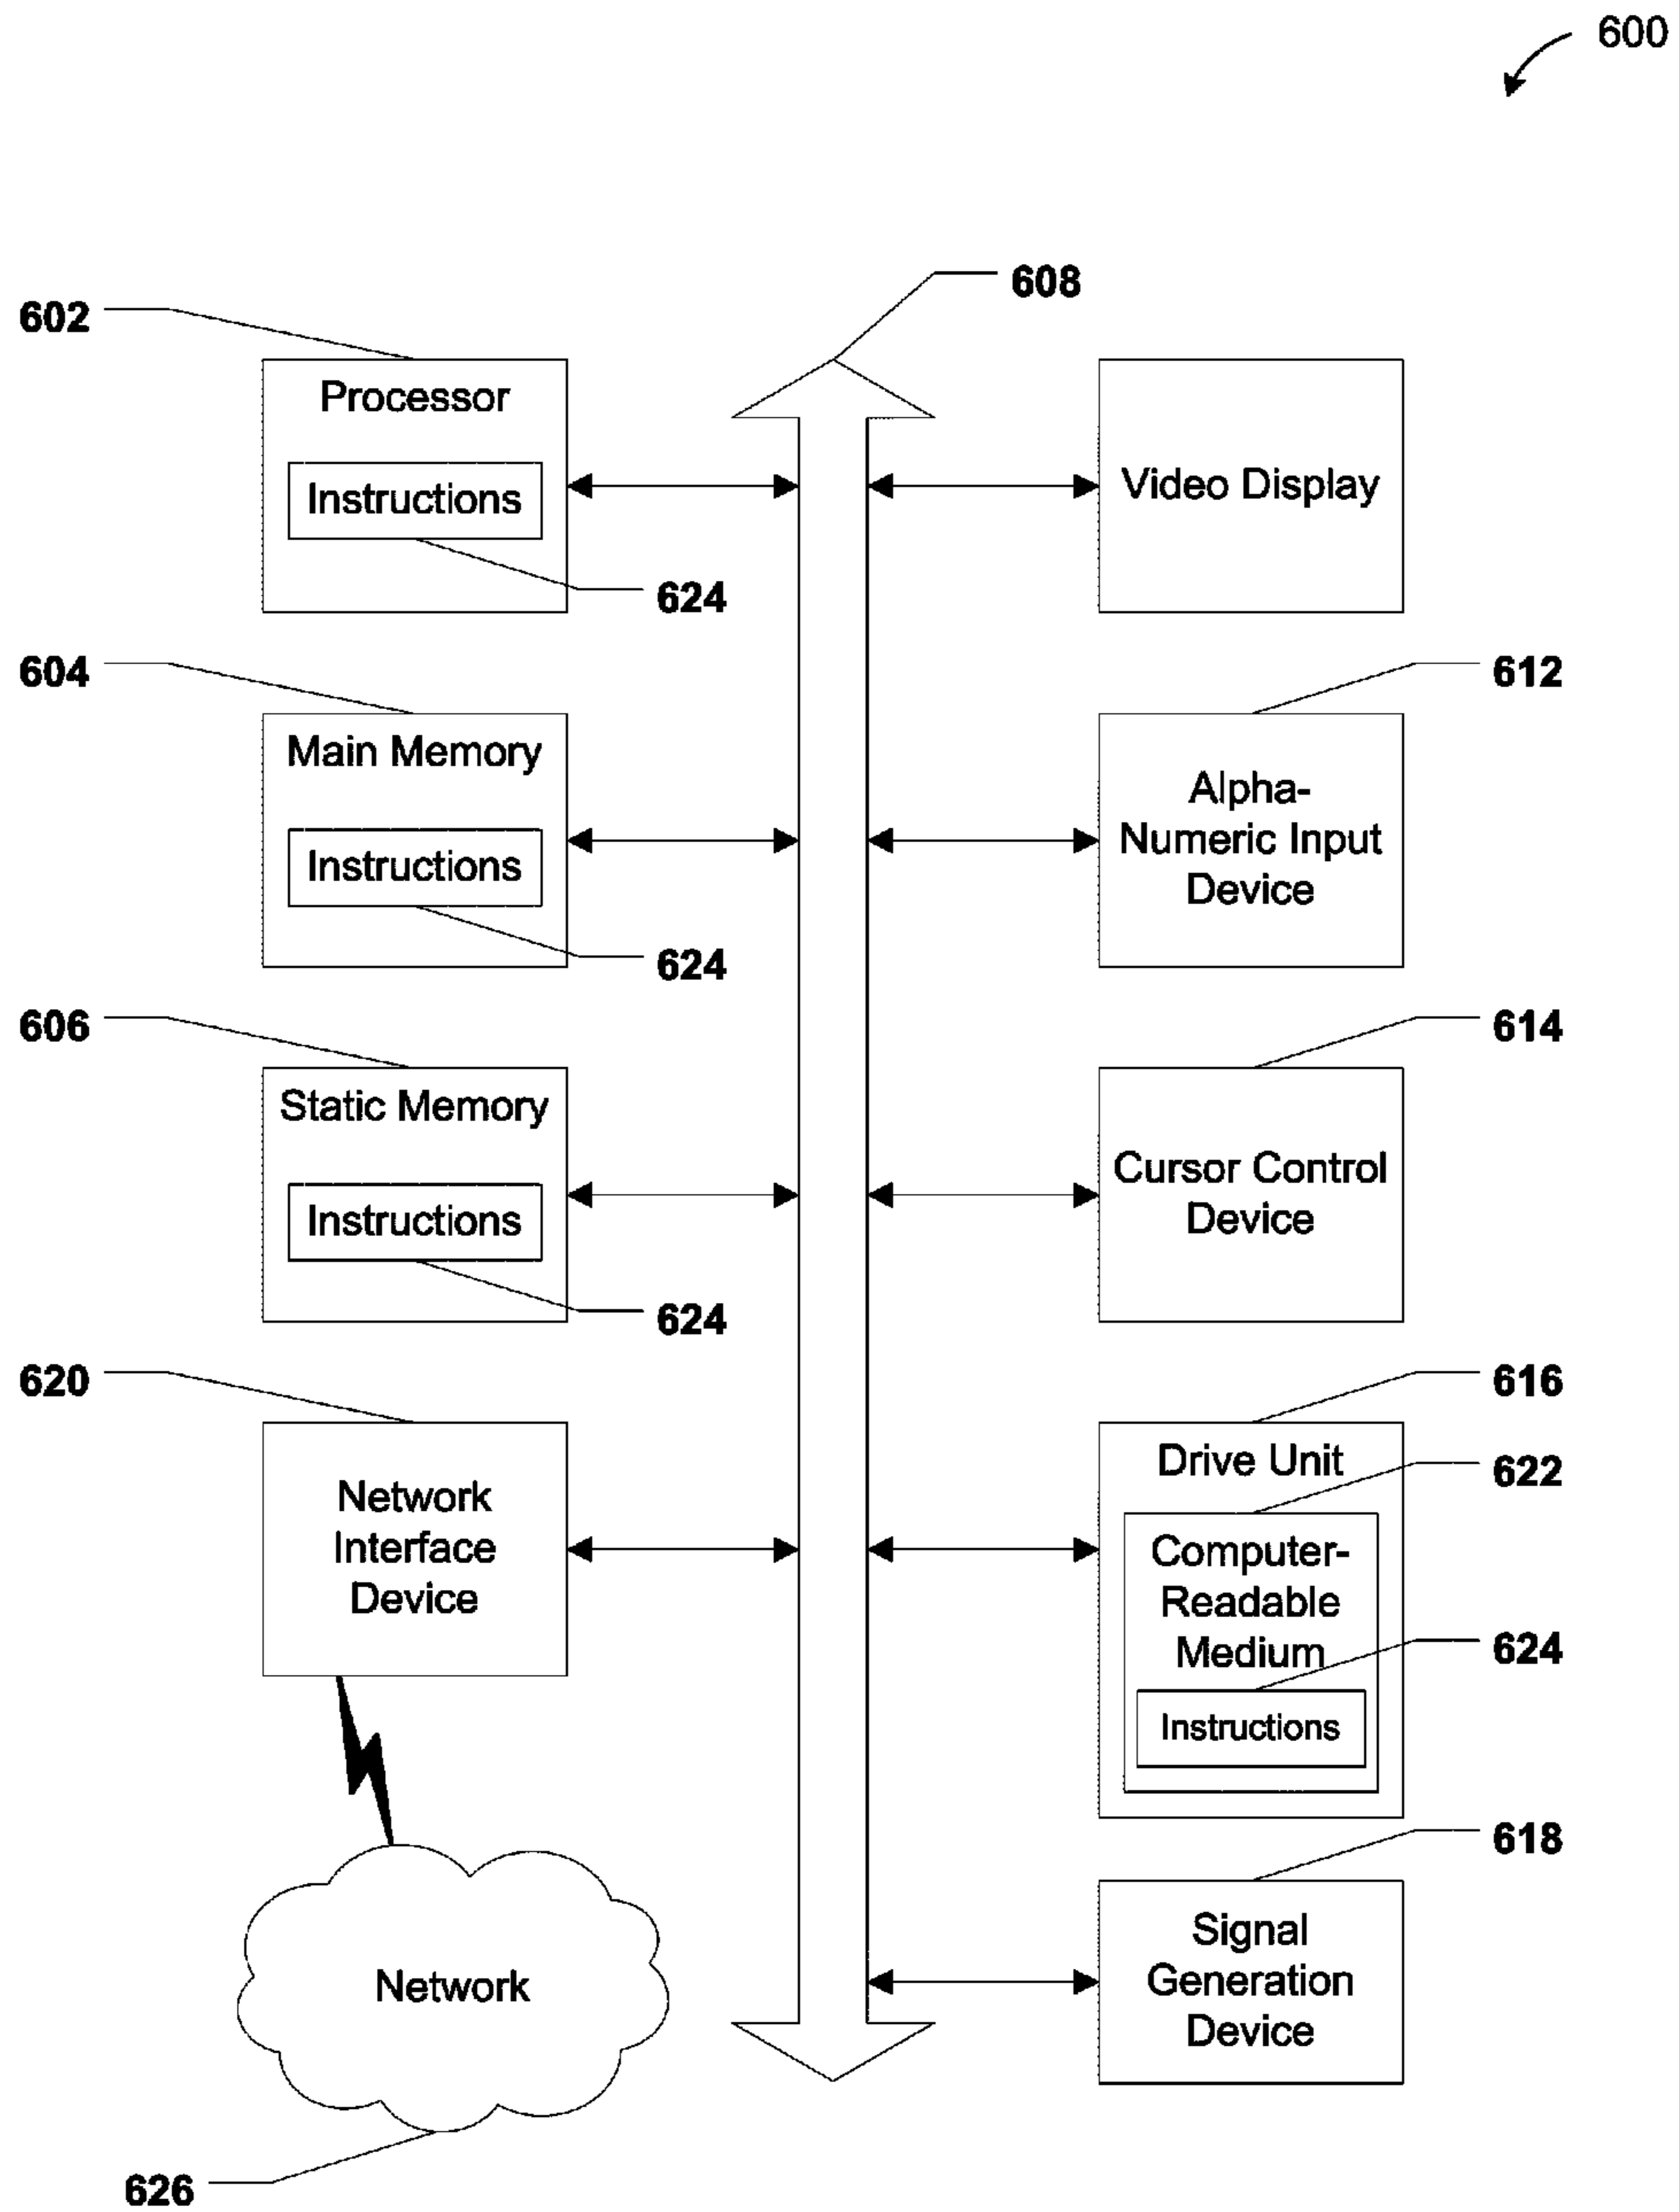 600
608
602
Processor
Instructions
624
Video Display
604
Main Memory
Instructions
624
612
Alpha-
Numeric Input
Device
606
Static Memory
Instructions
624
614
Cursor Control
Device
620
Network
Interface
Device
616
Drive Unit
622
Computer-
Readable
Medium
624
Instructions
618
Signal
Generation
Device
Network
626